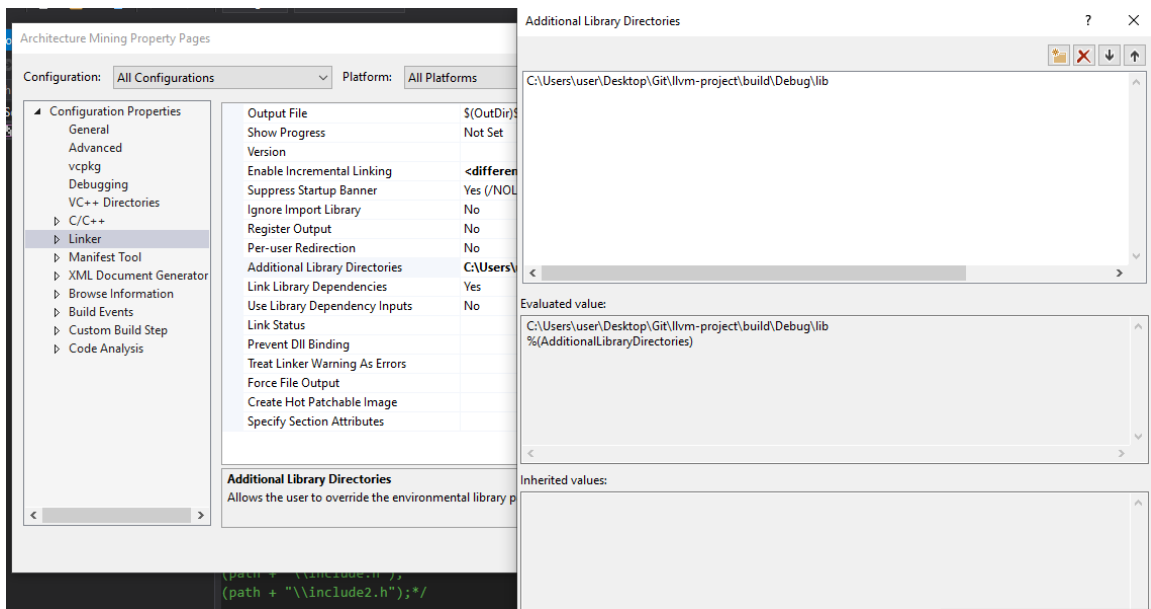 Additional Library Directories
?
Architecture Mining Property Pages
Configuration: All Configurations Platform: All Platforms
Configuration Properties
General
Advanced
vcpkg
Debugging
VC++ Directories
C/C++
Linker
Manifest Tool
XML Document Generator
Browse Information
Build Events
Custom Build Step
Code Analysis
Output File $(OutDir)
Show Progress Not Set
Version
Enable Incremental Linking <differen
Suppress Startup Banner Yes (/NOL
Ignore Import Library No
Register Output No
Per-user Redirection No
Additional Library Directories C:\Users\
Link Library Dependencies Yes
Use Library Dependency Inputs No
Link Status
Prevent Dll Binding
Treat Linker Warning As Errors
Force File Output
Create Hot Patchable Image
Specify Section Attributes
Additional Library Directories
Allows the user to override the environmental library p
C:\Users\user\Desktop\Git\llvm-project\build\Debug\lib
Evaluated value:
C:\Users\user\Desktop\Git\llvm-project\build\Debug\lib
%(AdditionalLibraryDirectories)
Inherited values:
(path + "\\include.h");
(path + "\\include2.h");*/